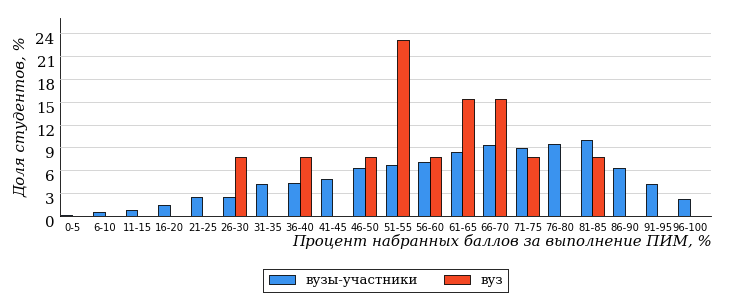 Доля студентов, %
24
21
18
15
12
9
6
3
0
0-5 6-10 11-15 16-20 21-25 26-30 31-35 36-40 41-45 46-50 51-55 56-60 61-65 66-70 71-75 76-80 81-85 86-90 91-95 96-100
Процент набранных баллов за выполнение ПИМ, %
вузы-участники вуз